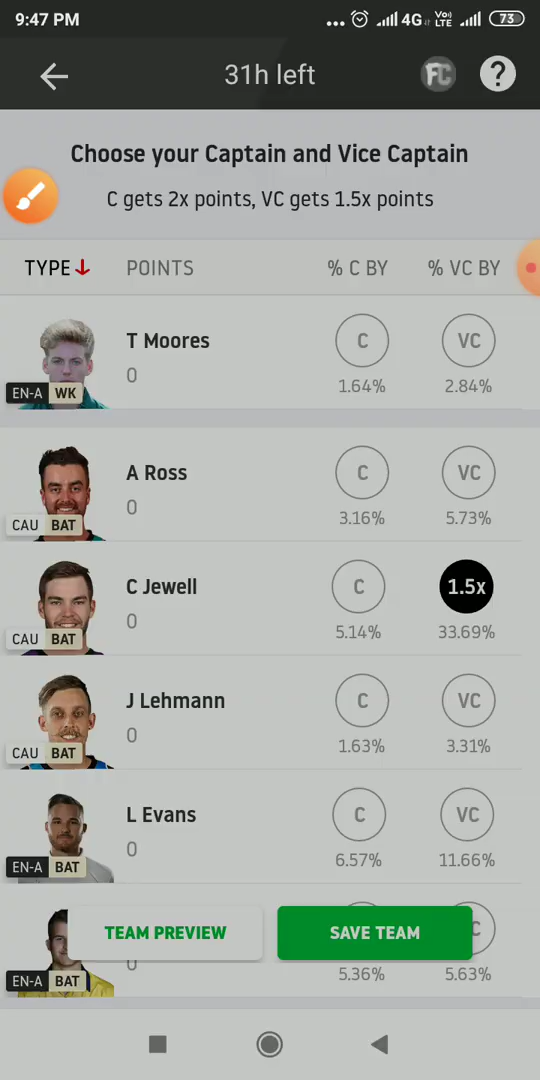 9:47 PM
4G Vo) LTE 73
31h left
FC ?
Choose your Captain and Vice Captain
C gets 2x points, VC gets 1.5x points
TYPE POINTS % C BY % VC BY
T Moores C VC
0
EN-A WK 1.64% 2.84%
A Ross C VC
0
CAU BAT 3.16% 5.73%
C Jewell C 1.5x
0
CAU BAT 5.14% 33.69%
J Lehmann C VC
0
CAU BAT 1.63% 3.31%
L Evans C VC
0
EN-A BAT 6.57% 11.66%
TEAM PREVIEW SAVE TEAM
0
EN-A BAT 5.36% 5.63%